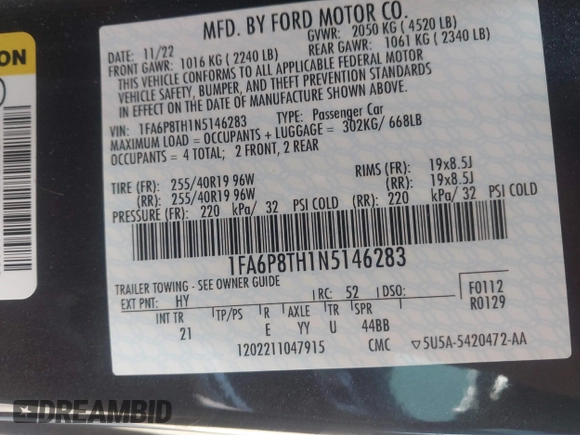 ON
MFD. BY FORD MOTOR CO.
DATE: 11/22 GVWR: 2050 KG ( 4520 LB)
FRONT GAWR: 1016 KG ( 2240 LB) REAR GAWR: 1061 KG ( 2340 LB)
THIS VEHICLE CONFORMS TO ALL APPLICABLE FEDERAL MOTOR
VEHICLE SAFETY, BUMPER, AND THEFT PREVENTION STANDARDS
IN EFFECT ON THE DATE OF MANUFACTURE SHOWN ABOVE.
VIN: 1FA6P8TH1N5146283 TYPE: Passenger Car
MAXIMUM LOAD = OCCUPANTS + LUGGAGE = 302KG/ 668LB
OCCUPANTS = 4 TOTAL; 2 FRONT, 2 REAR
TIRE (FR): 255/40R19 96W RIMS (FR): 19x8.5J
(RR): 255/40R19 96W (RR): 19x8.5J
PRESSURE (FR): 220 kPa/ 32 PSI COLD (RR): 220 kPa/ 32 PSI COLD
1FA6P8TH1N5146283
TRAILER TOWING - SEE OWNER GUIDE
EXT PNT: HY RC: 52 DSO: F0112
INT TR TP/PS R AXLE TR SPR R0129
21 E YY U 44BB
1202211047915 CMC ▽5U5A-5420472-AA
DREAMBID